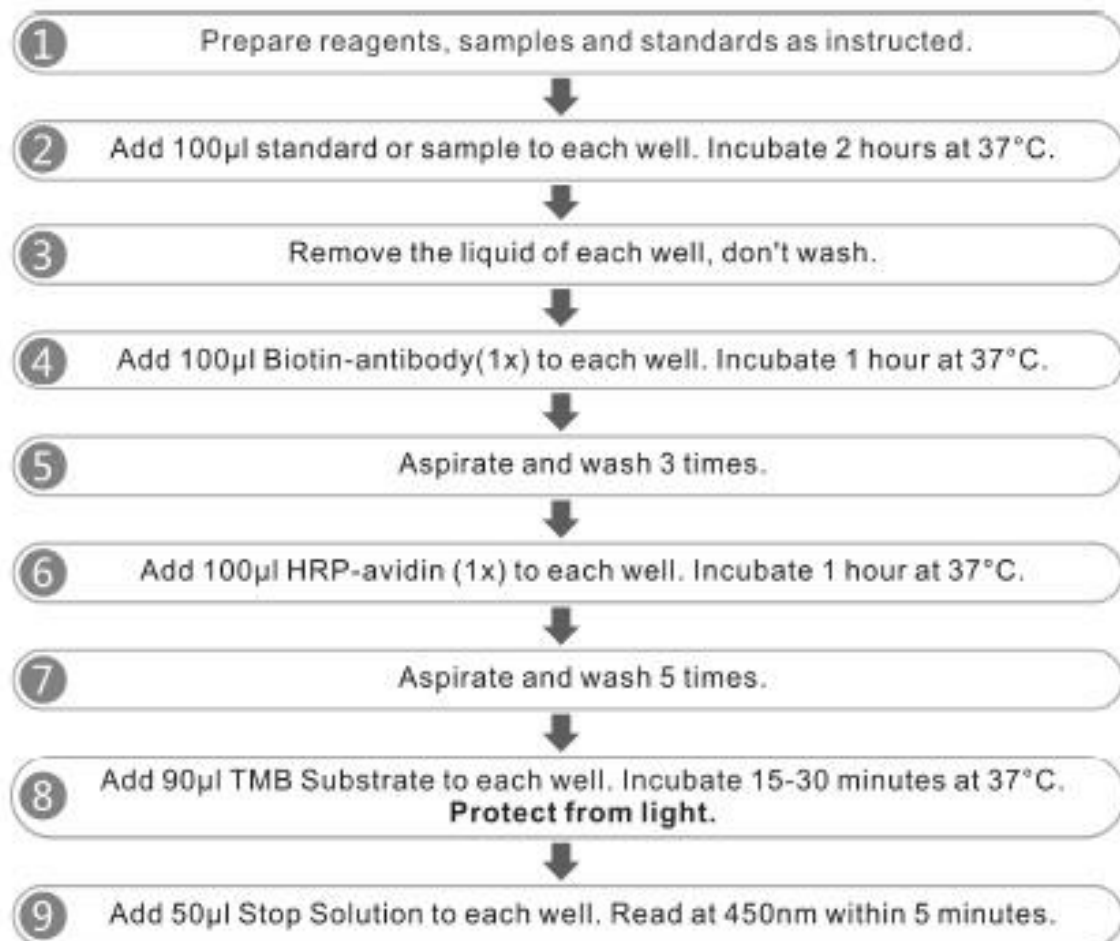 1 Prepare reagents, samples and standards as instructed.
2 Add 100µl standard or sample to each well. Incubate 2 hours at 37°C.
3 Remove the liquid of each well, don't wash.
4 Add 100µl Biotin-antibody(1x) to each well. Incubate 1 hour at 37°C.
5 Aspirate and wash 3 times.
6 Add 100µl HRP-avidin (1x) to each well. Incubate 1 hour at 37°C.
7 Aspirate and wash 5 times.
8 Add 90µl TMB Substrate to each well. Incubate 15-30 minutes at 37°C.
Protect from light.
9 Add 50µl Stop Solution to each well. Read at 450nm within 5 minutes.